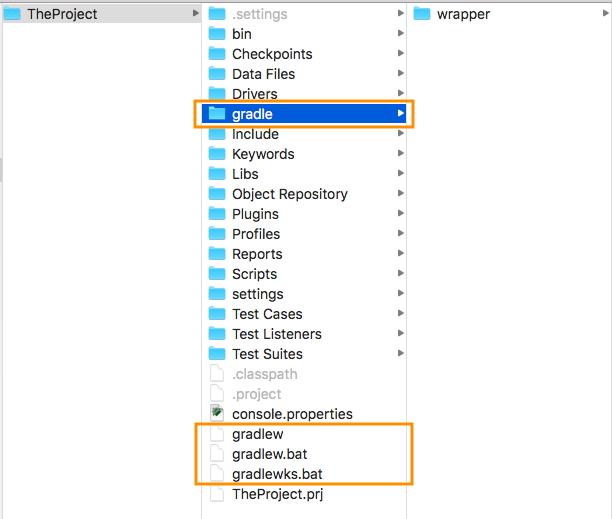 TheProject
.settings
bin
Checkpoints
Data Files
Drivers
gradle
Include
Keywords
Libs
Object Repository
Plugins
Profiles
Reports
Scripts
settings
Test Cases
Test Listeners
Test Suites
.classpath
.project
console.properties
gradlew
gradlew.bat
gradlewks.bat
TheProject.prj
wrapper